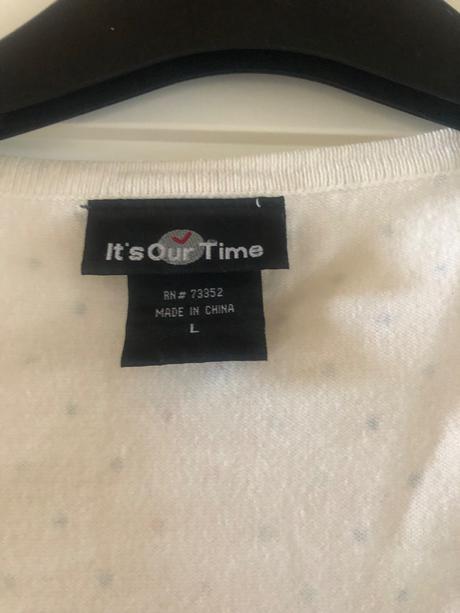 It's Our Time
RN# 73352
MADE IN CHINA
L